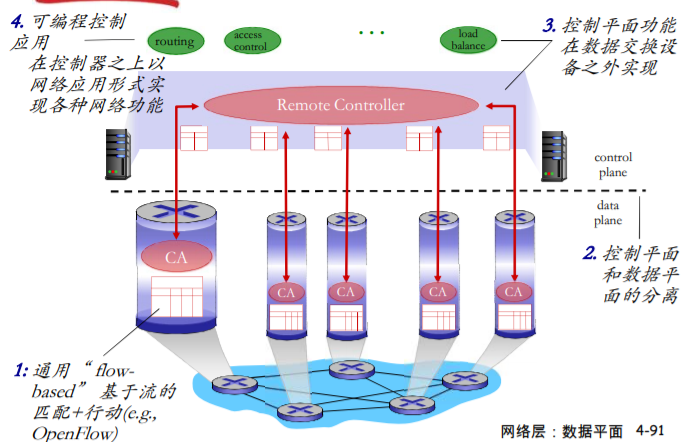 4. 可编程控制
应用
在控制器之上以
网络应用形式实
现各种网络功能
routing
access
control
...
load
balance
3. 控制平面功能
在数据交换设
备之外实现
Remote Controller
control
plane
data
plane
CA
CA
CA
CA
CA
2. 控制平面
和数据平
面的分离
1: 通用“ flow-
based” 基于流的
匹配+行动(e.g.,
OpenFlow)
网络层：数据平面 4-91